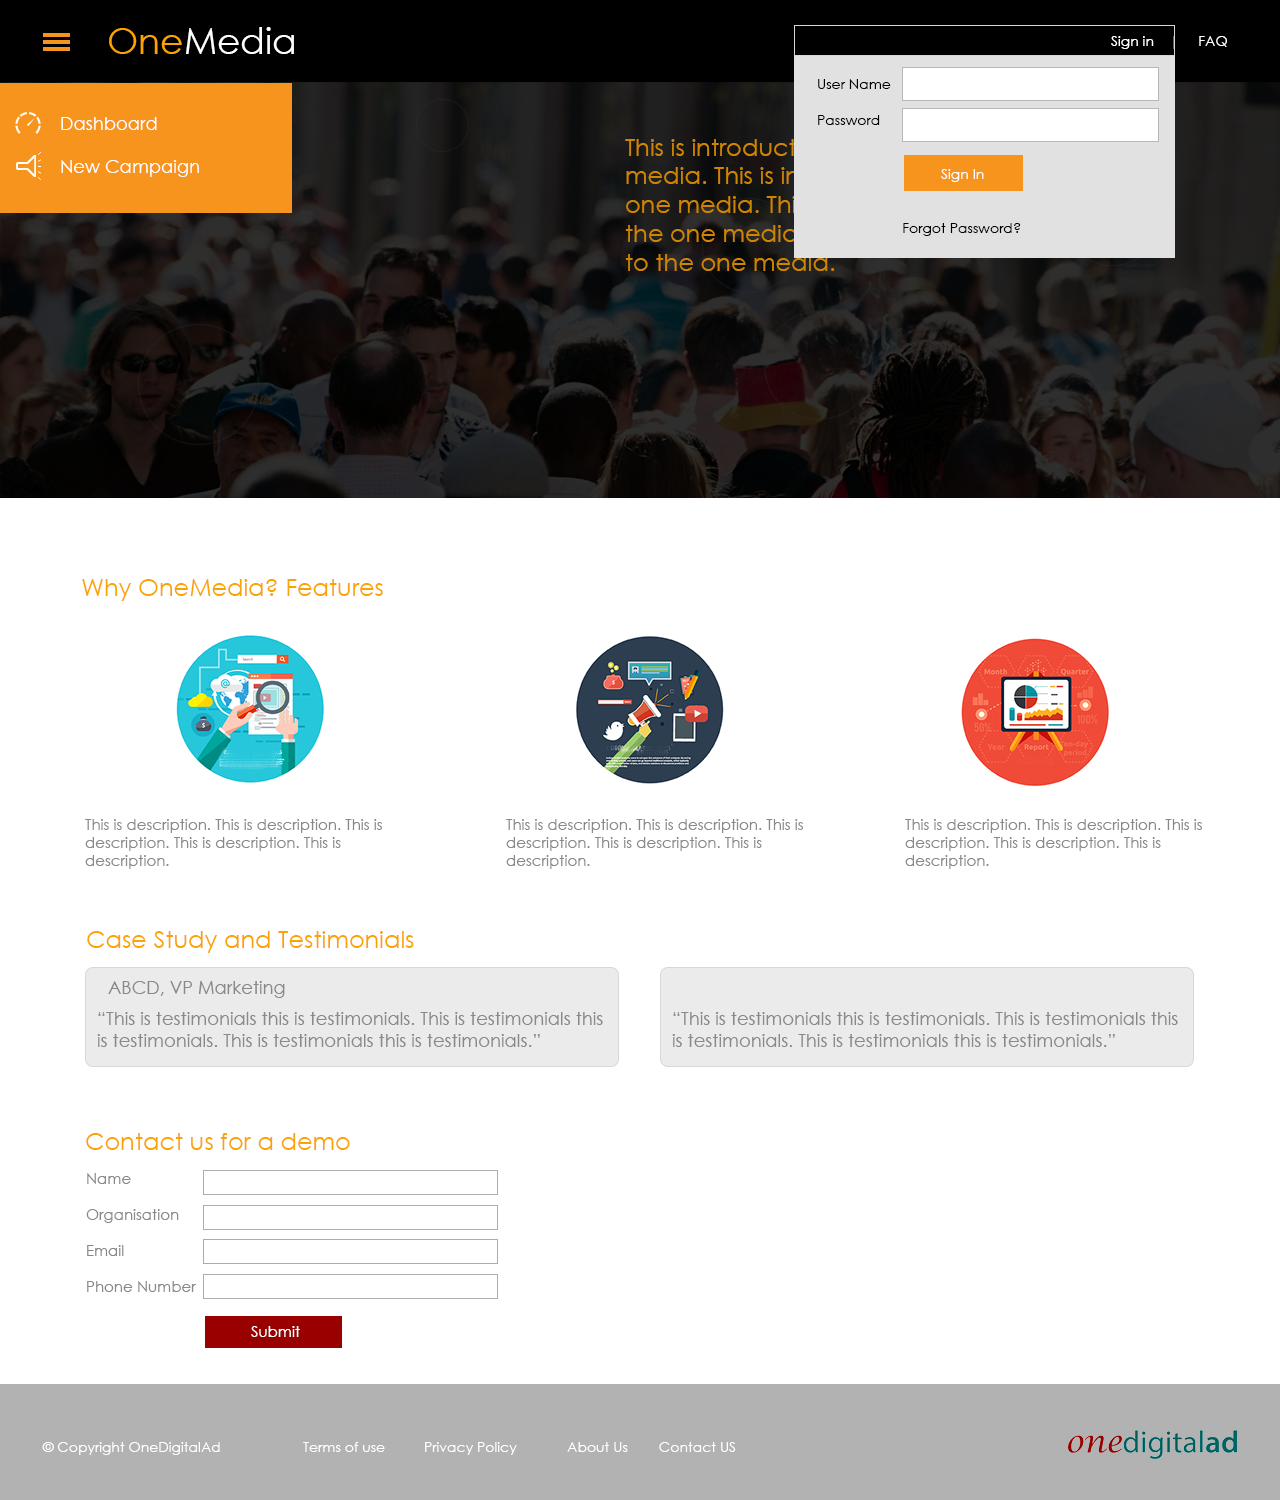 OneMedia
Sign in | FAQ
Dashboard
New Campaign
User Name
Password
Sign In
Forgot Password?
This is introduct
media. This is in
one media. Thi
the one media
to the one media.
Why OneMedia? Features
Search
Month
Quarter
50%
100%
Year
Report
period
This is description. This is description. This is
description. This is description. This is
description.
This is description. This is description. This is
description. This is description. This is
description.
This is description. This is description. This is
description. This is description. This is
description.
Case Study and Testimonials
ABCD, VP Marketing
“This is testimonials this is testimonials. This is testimonials this
is testimonials. This is testimonials this is testimonials.”
“This is testimonials this is testimonials. This is testimonials this
is testimonials. This is testimonials this is testimonials.”
Contact us for a demo
Name
Organisation
Email
Phone Number
Submit
© Copyright OneDigitalAd
Terms of use
Privacy Policy
About Us
Contact US
onedigitalad